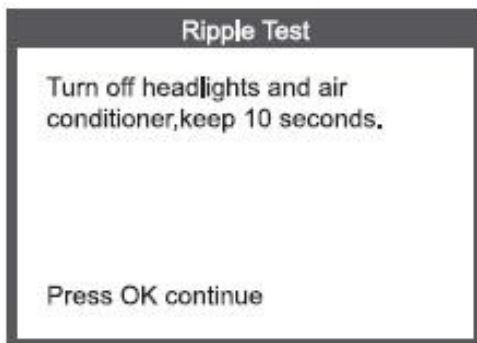 Ripple Test
Turn off headlights and air
conditioner,keep 10 seconds.
Press OK continue